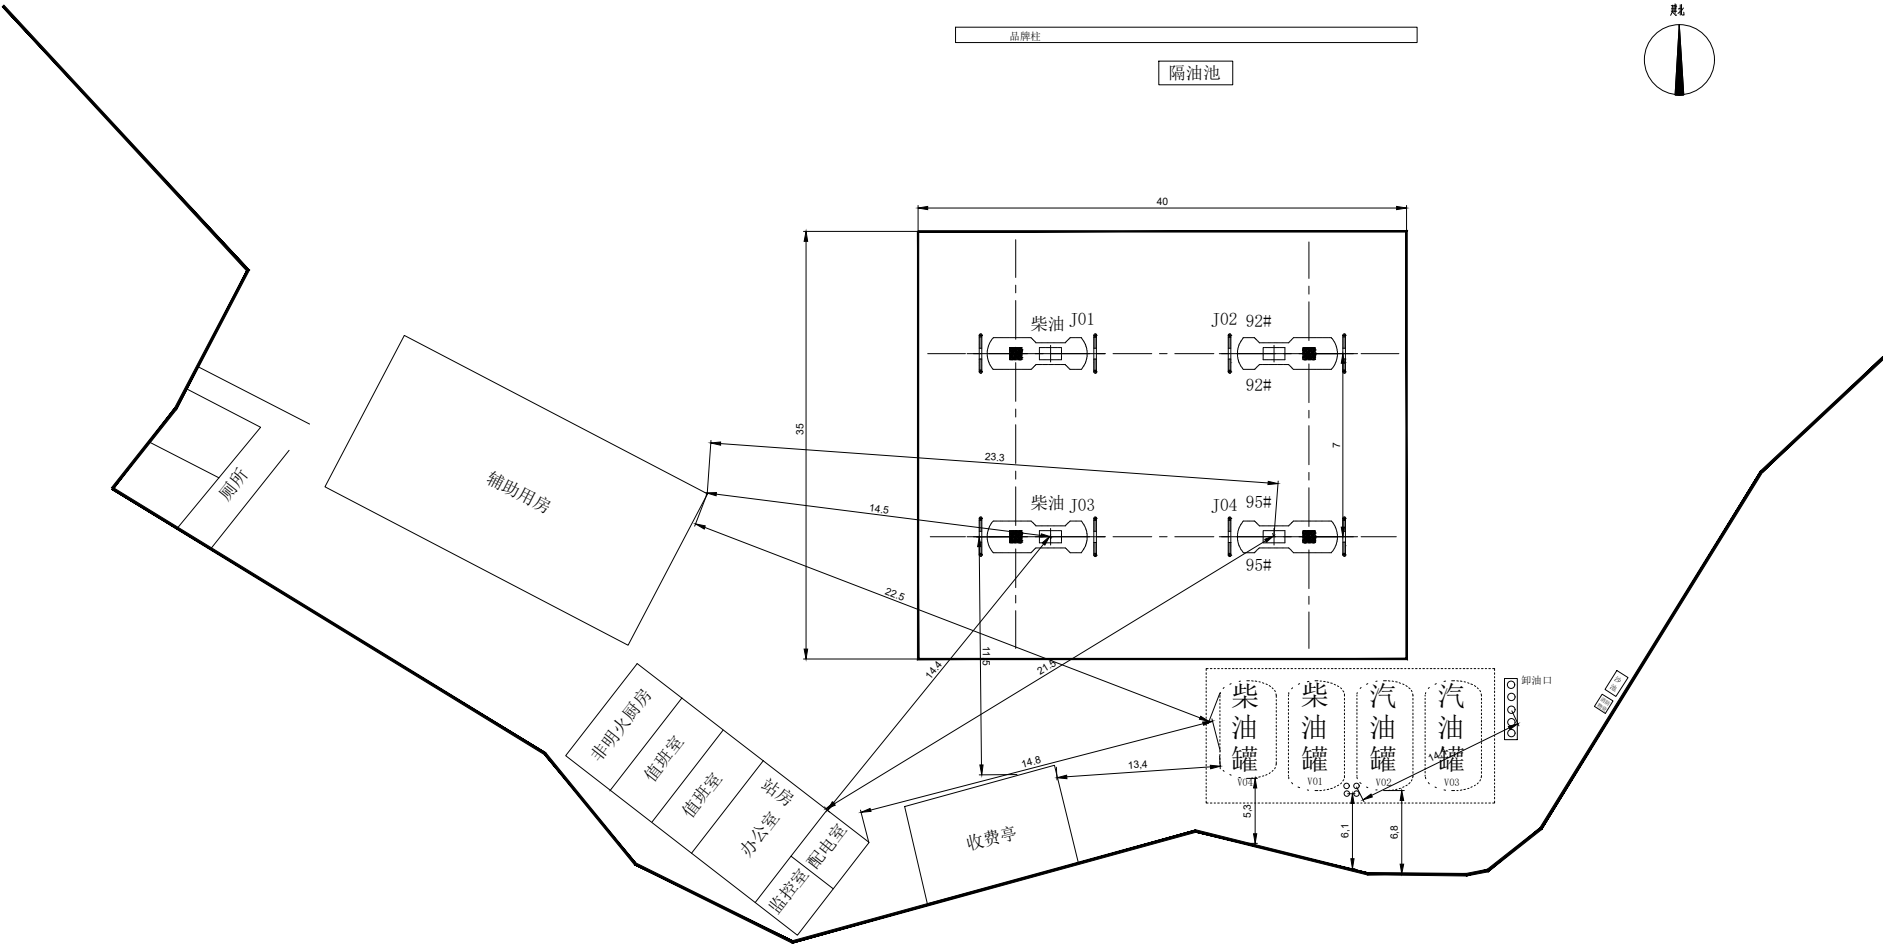 建北
品牌柱
隔油池
40
35
柴油 J01
J02 92#
92#
7
23.3
14.5
柴油 J03
J04 95#
95#
辅助用房
厕所
22.5
11.5
14.4
21.5
非明火厨房
值班室
值班室
站房
办公室
配电室
监控室
14.8
13,4
收费亭
柴油罐
V04
柴油罐
V01
汽油罐
V02
汽油罐
V03
卸油口
5,3
6,1
6,8